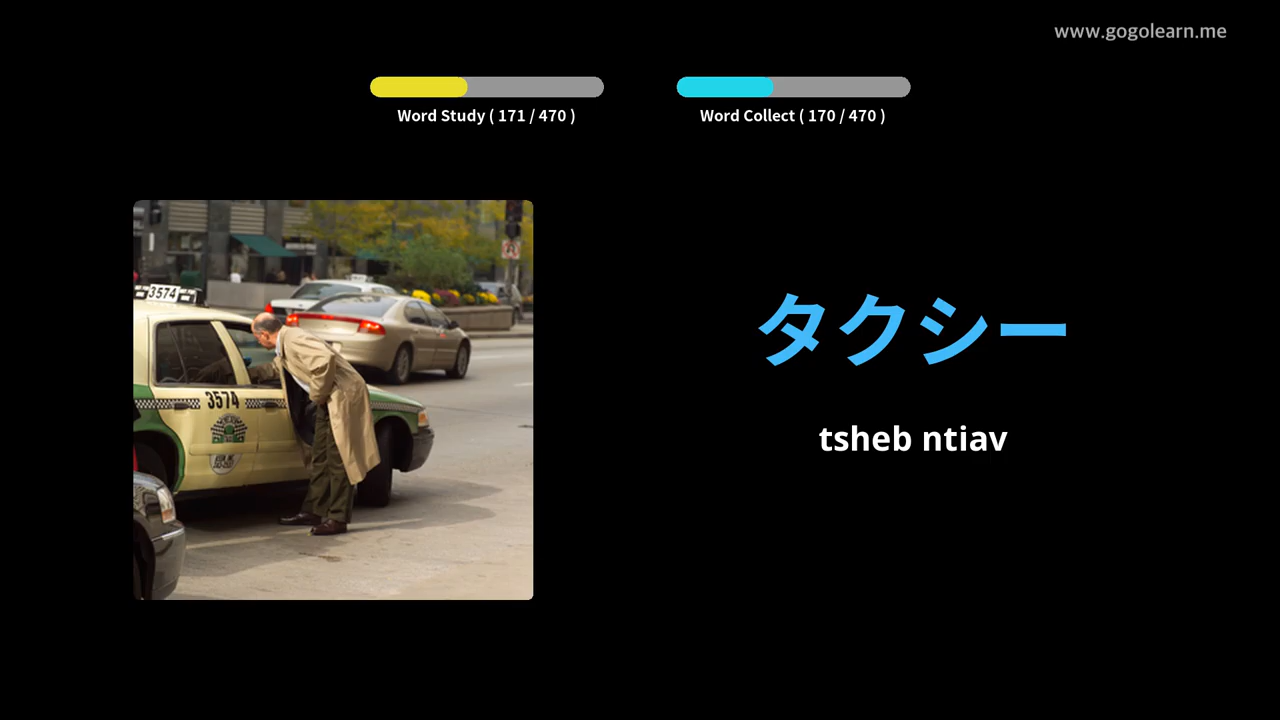 www.gogolearn.me
Word Study ( 171 / 470 )
Word Collect ( 170 / 470 )
3574
3574
タクシー
tsheb ntiav